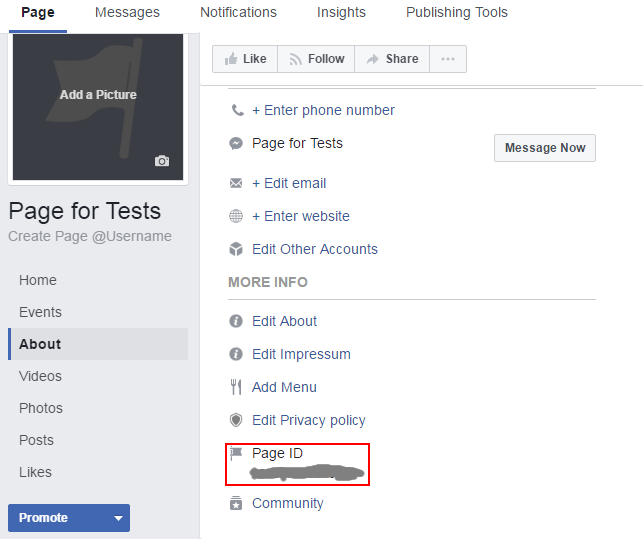 Page Messages Notifications Insights Publishing Tools
Add a Picture
Page for Tests
Create Page @Username
Home
Events
About
Videos
Photos
Posts
Likes
Promote
Like Follow Share ...
+ Enter phone number
Page for Tests Message Now
+ Edit email
+ Enter website
Edit Other Accounts
MORE INFO
Edit About
Edit Impressum
Add Menu
Edit Privacy policy
Page ID
Community